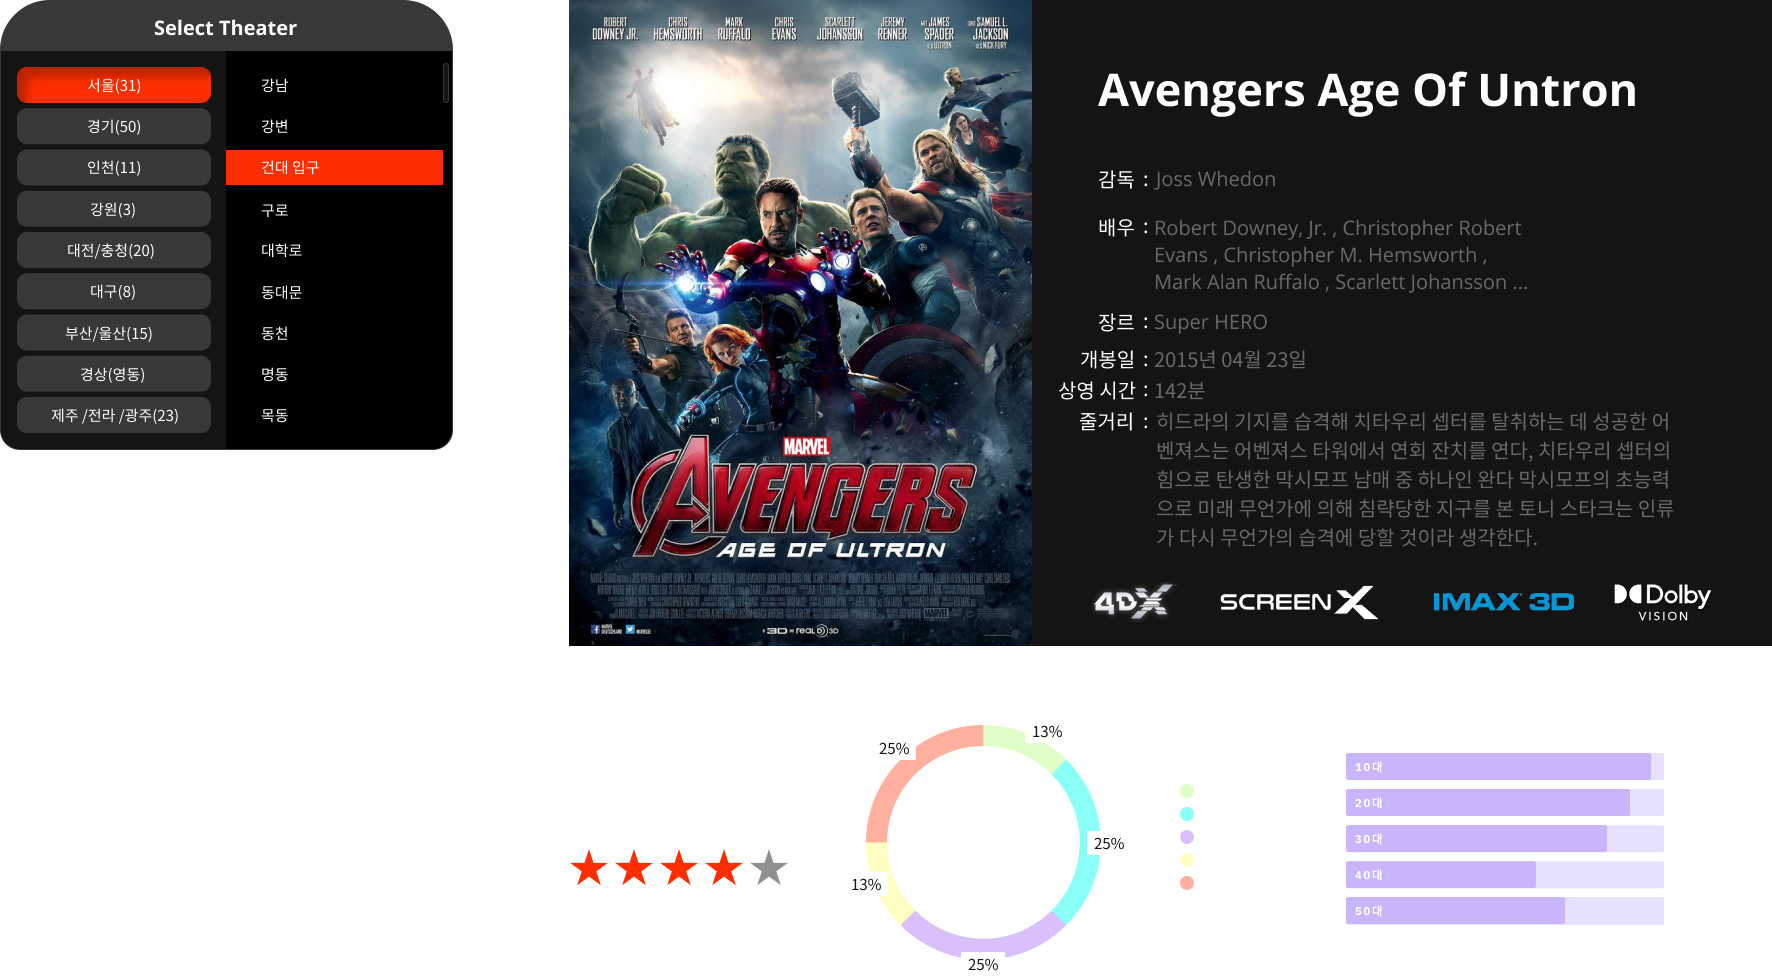 Select Theater
서울(31)
경기(50)
인천(11)
강원(3)
대전/충청(20)
대구(8)
부산/울산(15)
경상(영동)
제주 /전라 /광주(23)
강남
강변
건대 입구
구로
대학로
동대문
동천
명동
목동
ROBERT DOWNEY JR.
CHRIS HEMSWORTH
MARK RUFFALO
CHRIS EVANS
SCARLETT JOHANSSON
JEREMY RENNER
JAMES SPADER
SAMUEL L. JACKSON
MARVEL
AVENGERS
AGE OF ULTRON
3D
REAL D 3D
Avengers Age Of Untron
감독 : Joss Whedon
배우 : Robert Downey, Jr. , Christopher Robert
Evans , Christopher M. Hemsworth ,
Mark Alan Ruffalo , Scarlett Johansson ...
장르 : Super HERO
개봉일 : 2015년 04월 23일
상영 시간 : 142분
줄거리 : 히드라의 기지를 습격해 치타우리 셉터를 탈취하는 데 성공한 어
벤져스는 어벤져스 타워에서 연회 잔치를 연다, 치타우리 셉터의
힘으로 탄생한 막시모프 남매 중 하나인 완다 막시모프의 초능력
으로 미래 무언가에 의해 침략당한 지구를 본 토니 스타크는 인류
가 다시 무언가의 습격에 당할 것이라 생각한다.
4DX
SCREENX
IMAX 3D
Dolby
VISION
13%
25%
25%
13%
25%
10대
20대
30대
40대
50대